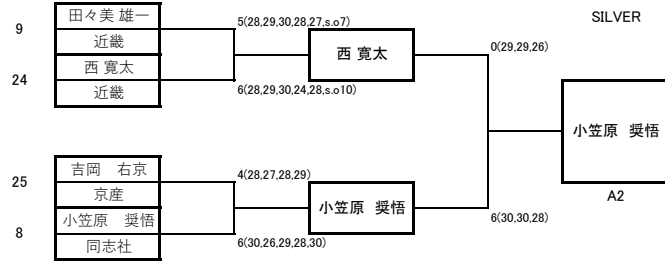 SILVER
9
田々美 雄一
近畿
5(28,29,30,28,27,s.o7)
西 寛太
0(29,29,26)
24
西 寛太
近畿
6(28,29,30,24,28,s.o10)
小笠原　奨悟
A2
25
吉岡　右京
京産
4(28,27,28,29)
小笠原　奨悟
6(30,30,28)
8
小笠原　奨悟
同志社
6(30,26,29,28,30)